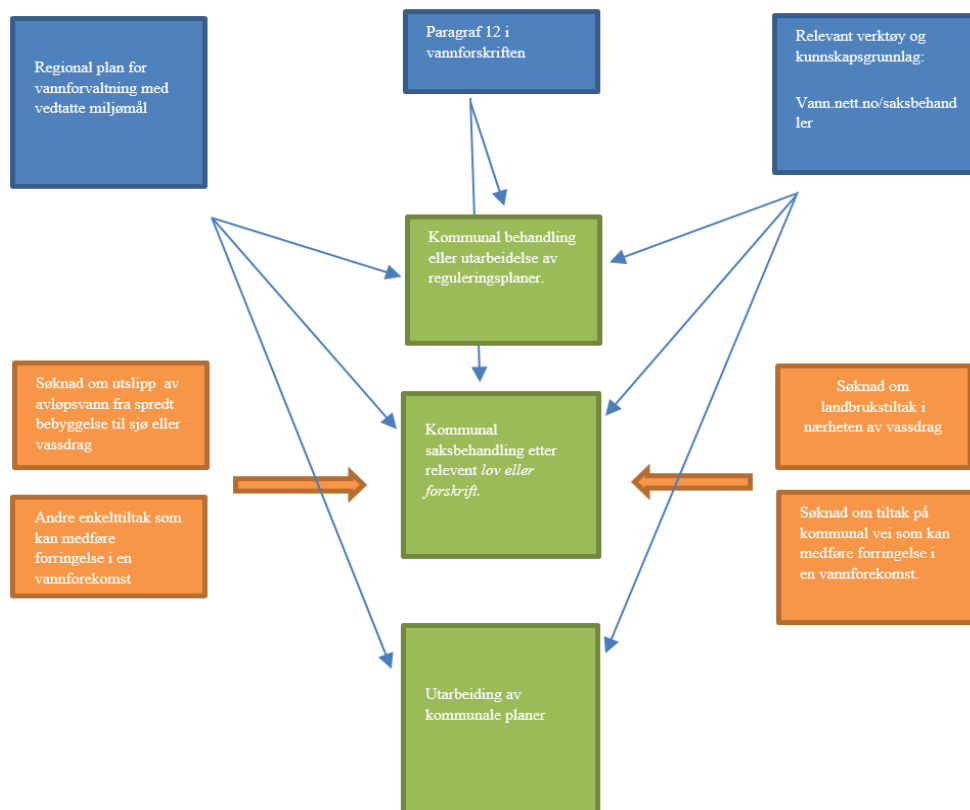 Regional plan for
vannforvaltning med
vedtatte miljømål
Paragraf 12 i
vannforskriften
Relevant verktøy og
kunnskapsgrunnlag:
Vann.nett.no/saksbehand
ler
Kommunal behandling
eller utarbeidelse av
reguleringsplaner.
Søknad om utslipp av
avløpsvann fra spredt
bebyggelse til sjø eller
vassdrag
Andre enkelttiltak som
kan medføre
forringelse i en
vannforekomst
Kommunal
saksbehandling etter
relevent lov eller
forskrift.
Søknad om
landbrukstiltak i
nærheten av vassdrag
Søknad om tiltak på
kommunal vei som kan
medføre forringelse i
en vannforekomst.
Utarbeiding av
kommunale planer